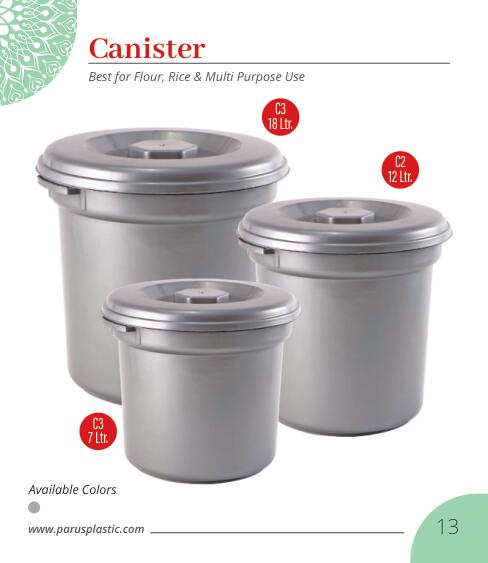 Canister
Best for Flour, Rice & Multi Purpose Use
C3
18 Ltr.
C2
12 Ltr.
C3
7 Ltr.
Available Colors
www.parusplastic.com
13